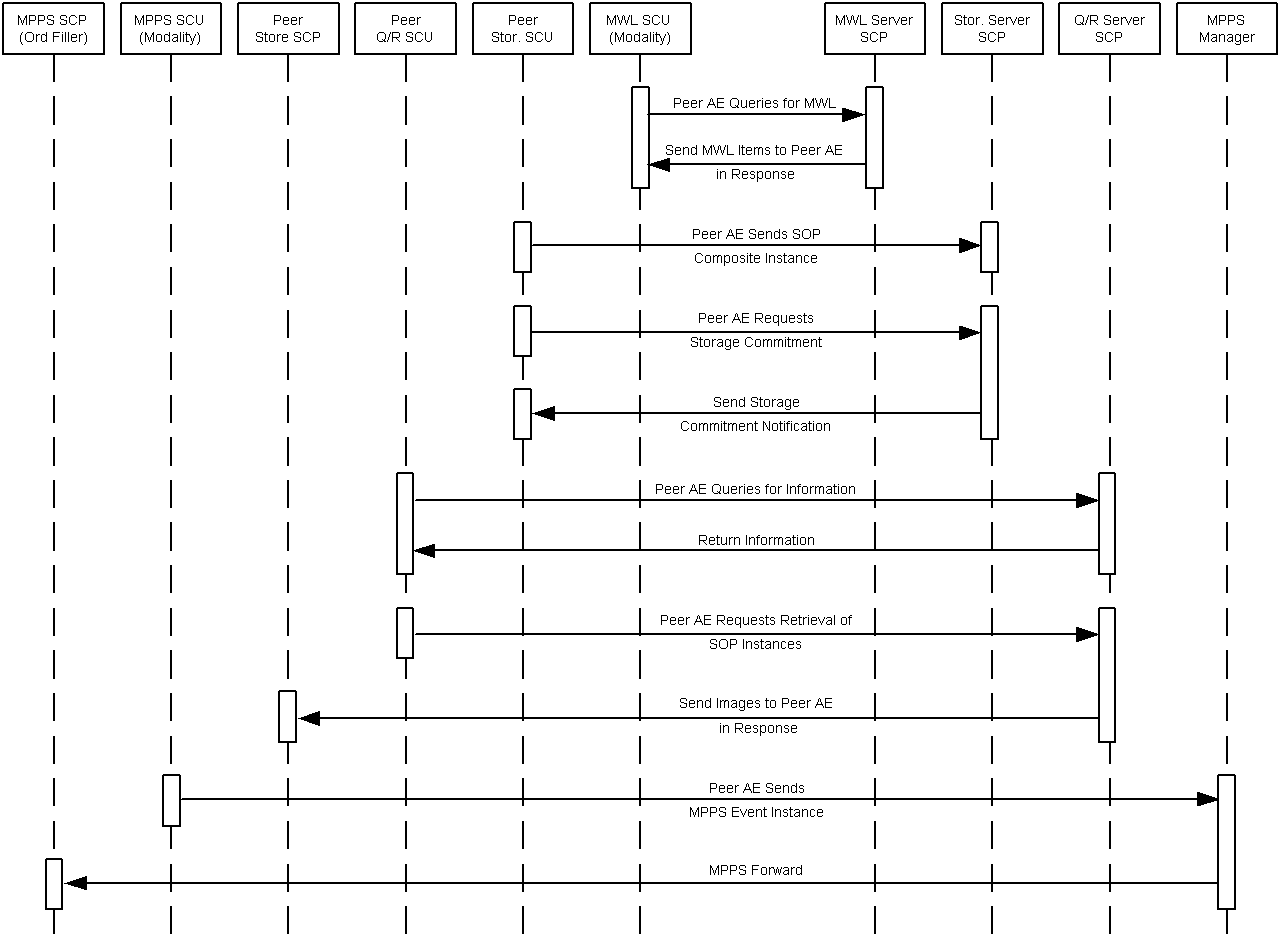 MPPS SCP
(Ord Filler)
MPPS SCU
(Modality)
Peer
Store SCP
Peer
Q/R SCU
Peer
Stor. SCU
MWL SCU
(Modality)
MWL Server
SCP
Stor. Server
SCP
Q/R Server
SCP
MPPS
Manager
Peer AE Queries for MWL
Send MWL Items to Peer AE
in Response
Peer AE Sends SOP
Composite Instance
Peer AE Requests
Storage Commitment
Send Storage
Commitment Notification
Peer AE Queries for Information
Return Information
Peer AE Requests Retrieval of
SOP Instances
Send Images to Peer AE
in Response
Peer AE Sends
MPPS Event Instance
MPPS Forward